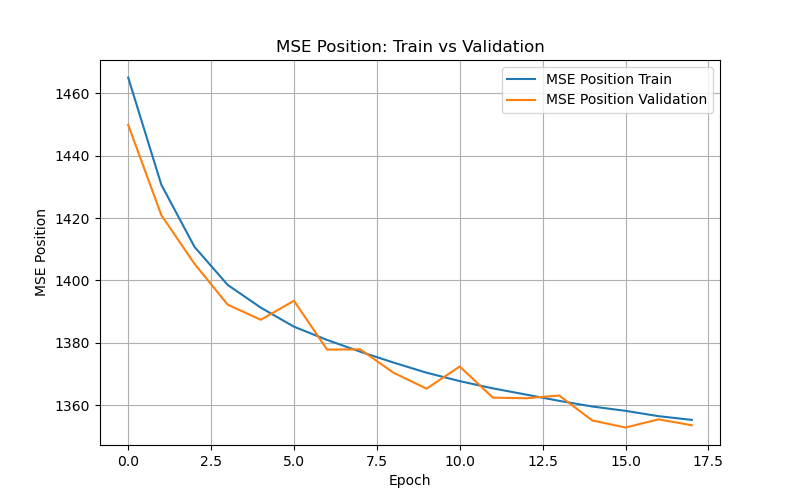 MSE Position: Train vs Validation
MSE Position Train
MSE Position Validation
MSE Position
1460
1440
1420
1400
1380
1360
0.0 2.5 5.0 7.5 10.0 12.5 15.0 17.5
Epoch